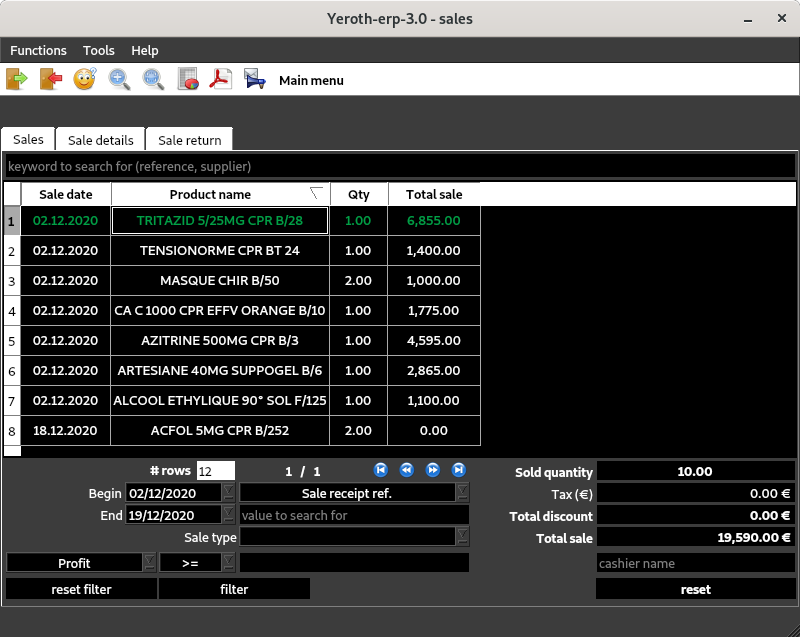 Yeroth-erp-3.0 - sales
Functions Tools Help
Main menu
Sales Sale details Sale return
keyword to search for (reference, supplier)
Sale date Product name Qty Total sale
1 02.12.2020 TRITAZID 5/25MG CPR B/28 1.00 6,855.00
2 02.12.2020 TENSIONORME CPR BT 24 1.00 1,400.00
3 02.12.2020 MASQUE CHIR B/50 2.00 1,000.00
4 02.12.2020 CA C 1000 CPR EFFV ORANGE B/10 1.00 1,775.00
5 02.12.2020 AZITRINE 500MG CPR B/3 1.00 4,595.00
6 02.12.2020 ARTESIANE 40MG SUPPOGEL B/6 1.00 2,865.00
7 02.12.2020 ALCOOL ETHYLIQUE 90° SOL F/125 1.00 1,100.00
8 18.12.2020 ACFOL 5MG CPR B/252 2.00 0.00
# rows 12 1 / 1 Sold quantity 10.00
Begin 02/12/2020 Sale receipt ref. Tax (€) 0.00 €
End 19/12/2020 value to search for Total discount 0.00 €
Sale type Total sale 19,590.00 €
Profit >= cashier name
reset filter filter reset